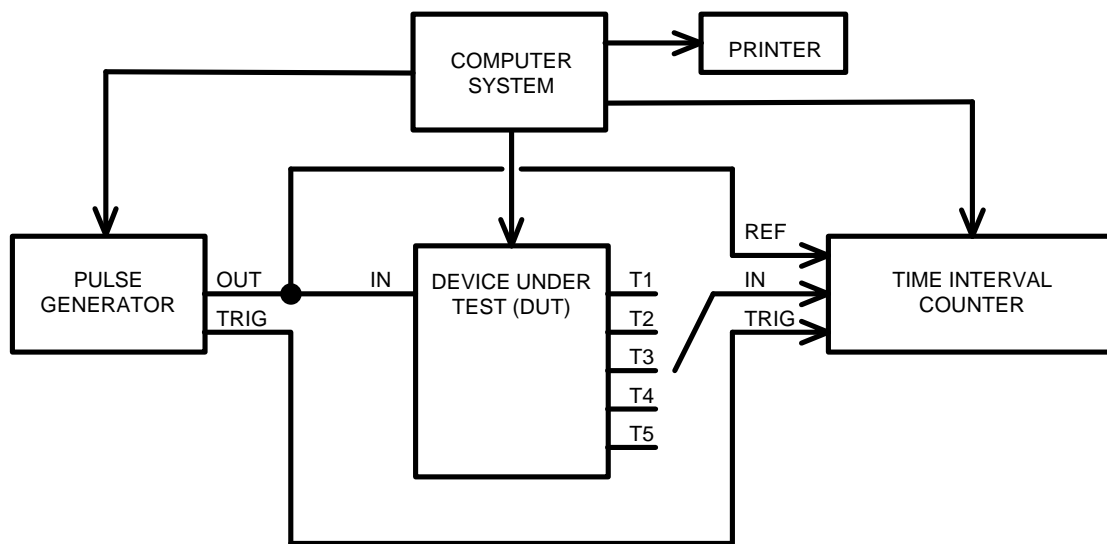 COMPUTER
SYSTEM
PRINTER
REF
PULSE
GENERATOR
OUT
TRIG
IN
DEVICE UNDER
TEST (DUT)
T1
T2
T3
T4
T5
IN
TRIG
TIME INTERVAL
COUNTER